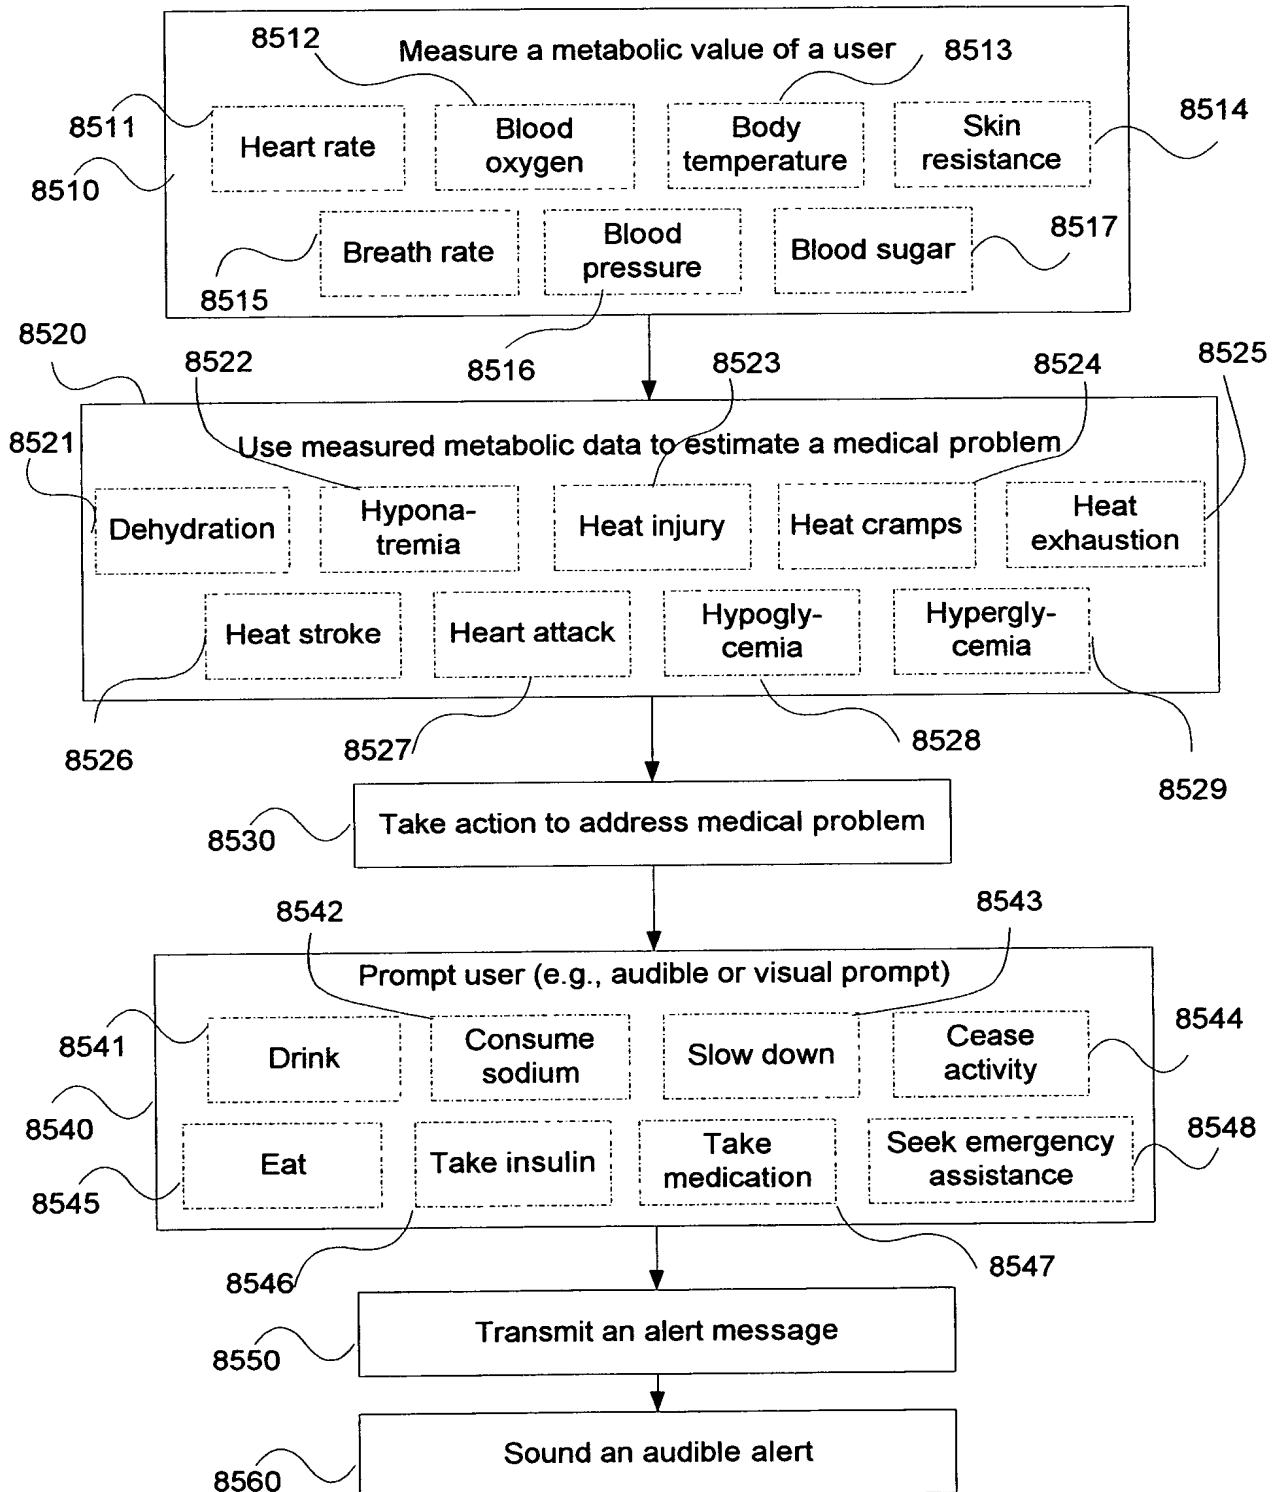 8512
Measure a metabolic value of a user
8513
8511
8514
Heart rate
Blood
oxygen
Body
temperature
Skin
resistance
8510
Breath rate
Blood
pressure
Blood sugar
8517
8515
8516
8520
8522
8523
8524
8525
Use measured metabolic data to estimate a medical problem
8521
Dehydration
Hypona-
tremia
Heat injury
Heat cramps
Heat
exhaustion
Heat stroke
Heart attack
Hypogly-
cemia
Hypergly-
cemia
8526
8527
8528
8529
Take action to address medical problem
8530
8542
8543
Prompt user (e.g., audible or visual prompt)
8541
8544
Drink
Consume
sodium
Slow down
Cease
activity
8540
8548
Eat
Take insulin
Take
medication
Seek emergency
assistance
8545
8546
8547
Transmit an alert message
8550
Sound an audible alert
8560